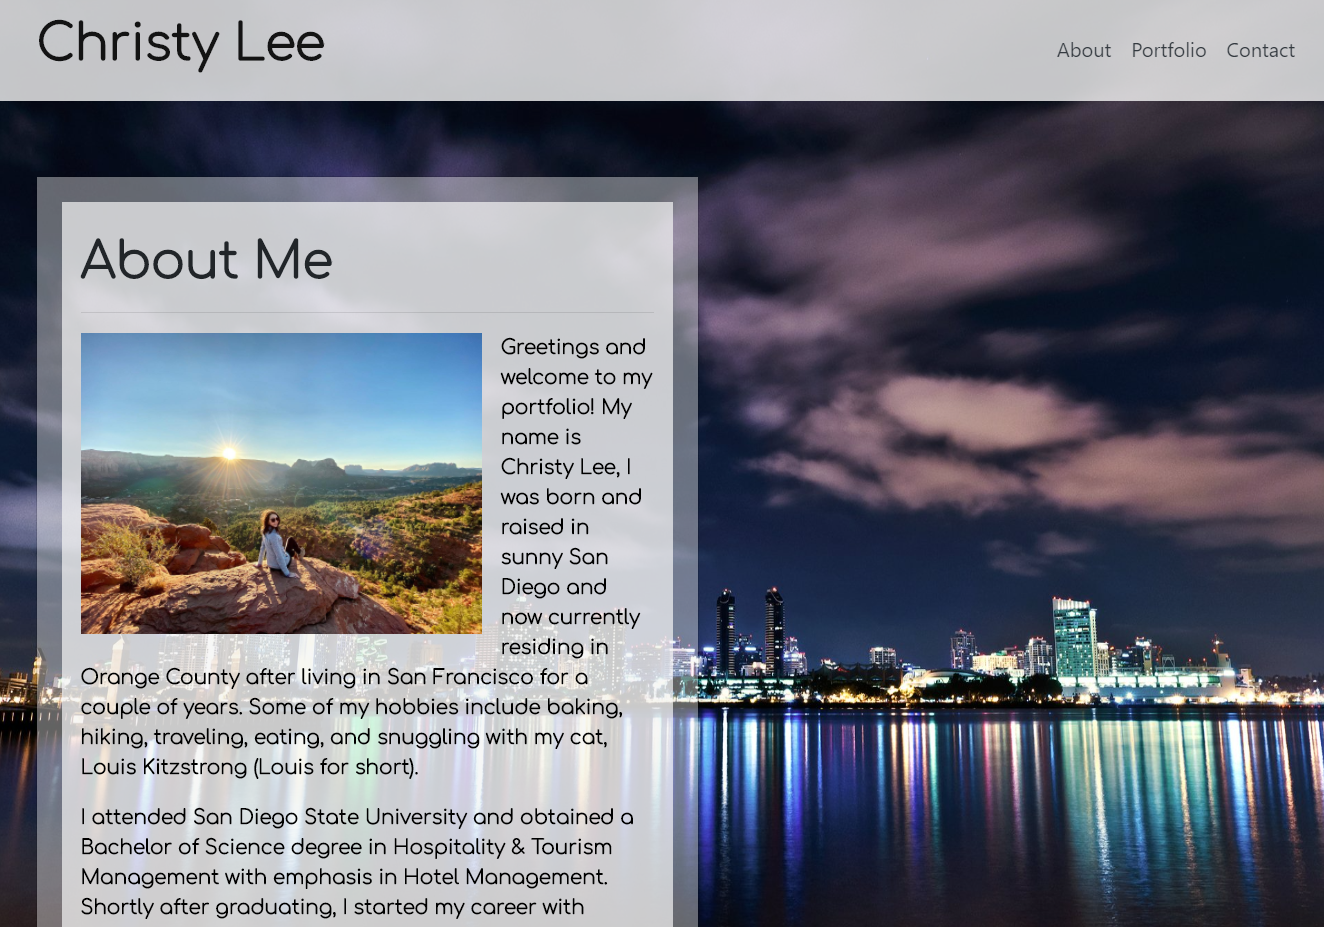 Christy Lee
About Portfolio Contact
About Me
Greetings and
welcome to my
portfolio! My
name is
Christy Lee, I
was born and
raised in
sunny San
Diego and
now currently
residing in
Orange County after living in San Francisco for a
couple of years. Some of my hobbies include baking,
hiking, traveling, eating, and snuggling with my cat,
Louis Kitzstrong (Louis for short).
I attended San Diego State University and obtained a
Bachelor of Science degree in Hospitality & Tourism
Management with emphasis in Hotel Management.
Shortly after graduating, I started my career with